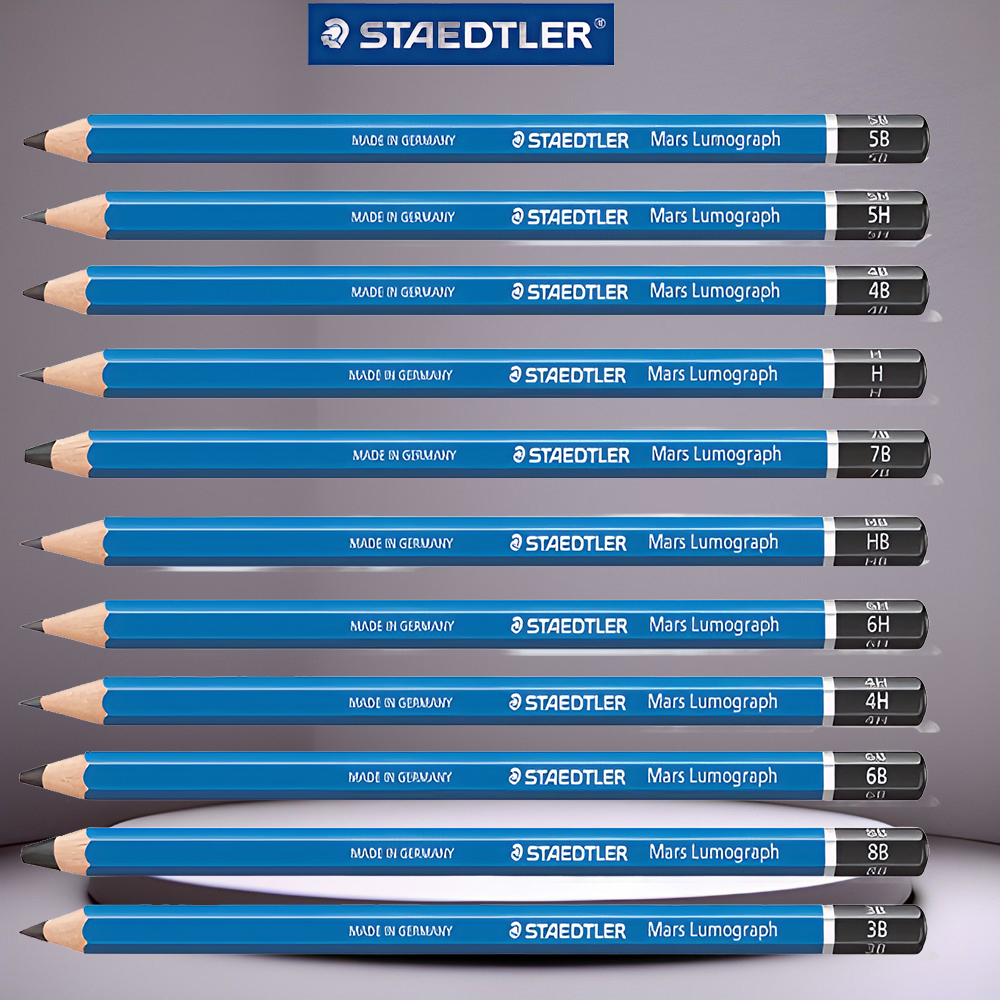 STAEDTLER®
MADE IN GERMANY STAEDTLER Mars Lumograph 5B
MADE IN GERMANY STAEDTLER Mars Lumograph 5H
MADE IN GERMANY STAEDTLER Mars Lumograph 4B
MADE IN GERMANY STAEDTLER Mars Lumograph H
MADE IN GERMANY STAEDTLER Mars Lumograph 7B
MADE IN GERMANY STAEDTLER Mars Lumograph HB
MADE IN GERMANY STAEDTLER Mars Lumograph 6H
MADE IN GERMANY STAEDTLER Mars Lumograph 4H
MADE IN GERMANY STAEDTLER Mars Lumograph 6B
MADE IN GERMANY STAEDTLER Mars Lumograph 8B
MADE IN GERMANY STAEDTLER Mars Lumograph 3B